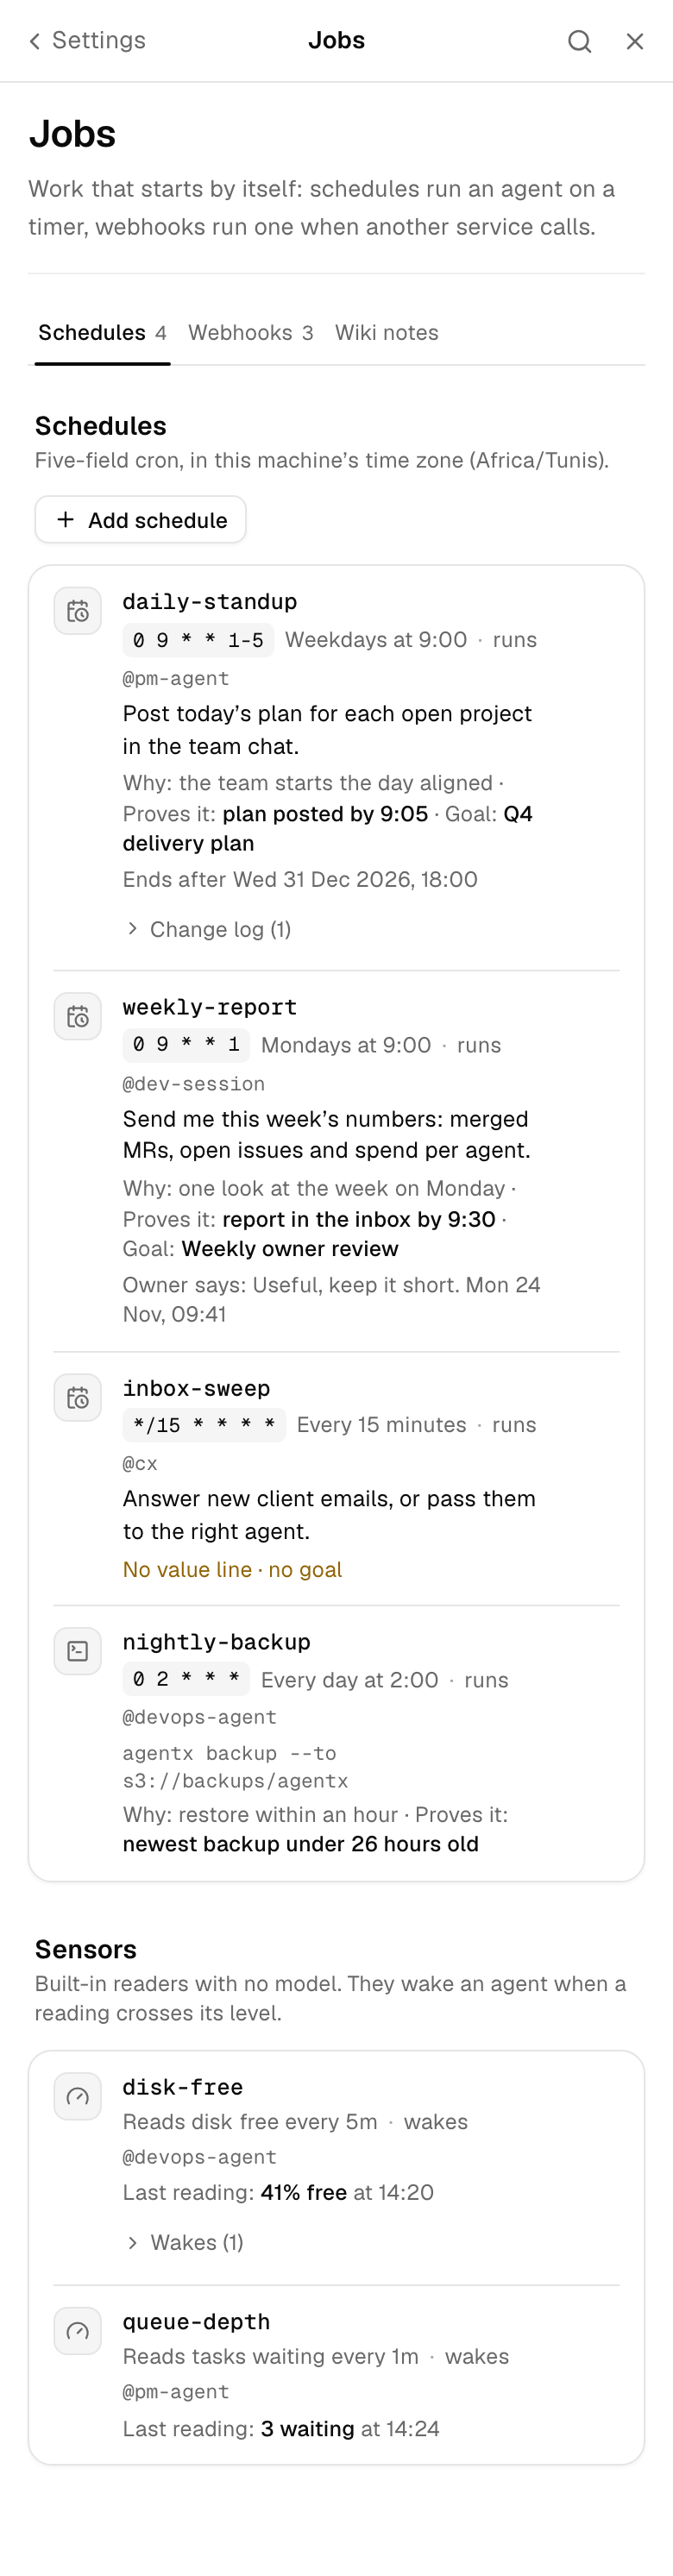 Settings
Jobs
Jobs
Work that starts by itself: schedules run an agent on a
timer, webhooks run one when another service calls.
Schedules 4
Webhooks 3
Wiki notes
Schedules
Five-field cron, in this machine’s time zone (Africa/Tunis).
+ Add schedule
daily-standup
0 9 * * 1-5 Weekdays at 9:00 · runs
@pm-agent
Post today’s plan for each open project
in the team chat.
Why: the team starts the day aligned ·
Proves it: plan posted by 9:05 · Goal: Q4
delivery plan
Ends after Wed 31 Dec 2026, 18:00
Change log (1)
weekly-report
0 9 * * 1 Mondays at 9:00 · runs
@dev-session
Send me this week’s numbers: merged
MRs, open issues and spend per agent.
Why: one look at the week on Monday ·
Proves it: report in the inbox by 9:30 ·
Goal: Weekly owner review
Owner says: Useful, keep it short. Mon 24
Nov, 09:41
inbox-sweep
*/15 * * * * Every 15 minutes · runs
@cx
Answer new client emails, or pass them
to the right agent.
No value line · no goal
nightly-backup
0 2 * * * Every day at 2:00 · runs
@devops-agent
agentx backup --to
s3://backups/agentx
Why: restore within an hour · Proves it:
newest backup under 26 hours old
Sensors
Built-in readers with no model. They wake an agent when a
reading crosses its level.
disk-free
Reads disk free every 5m · wakes
@devops-agent
Last reading: 41% free at 14:20
Wakes (1)
queue-depth
Reads tasks waiting every 1m · wakes
@pm-agent
Last reading: 3 waiting at 14:24